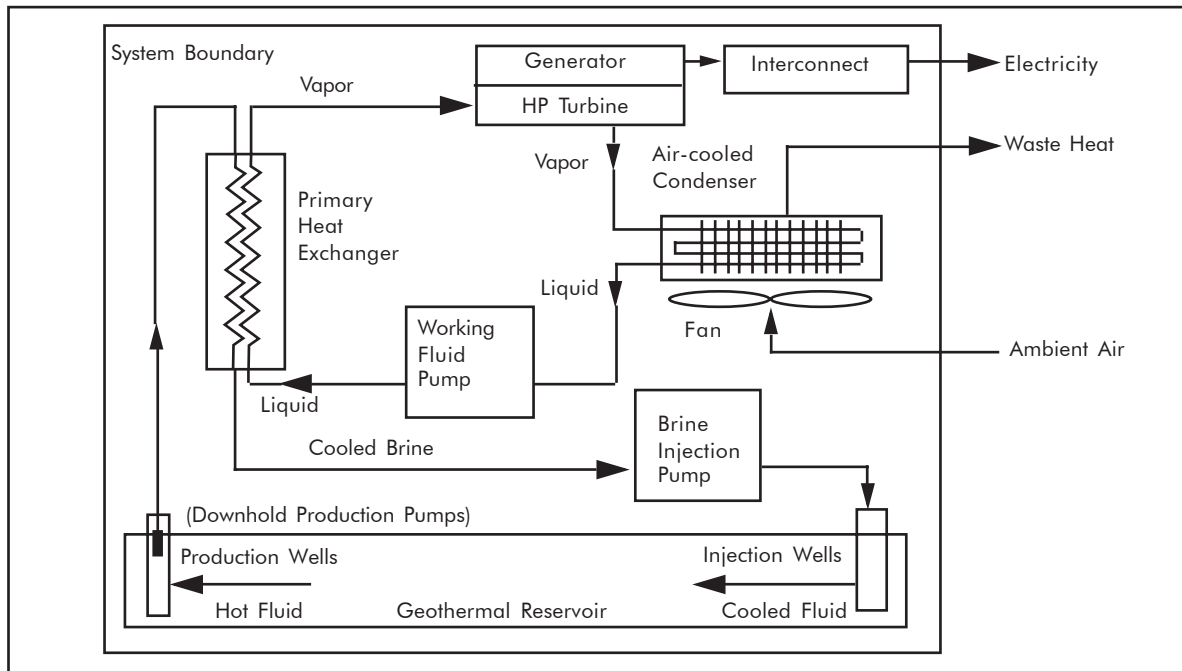 System Boundary
Generator
Interconnect
Electricity
Vapor
HP Turbine
Waste Heat
Vapor
Air-cooled
Condenser
Primary
Heat
Exchanger
Liquid
Fan
Working
Fluid
Pump
Ambient Air
Liquid
Brine
Injection
Pump
Cooled Brine
(Downhold Production Pumps)
Production Wells
Injection Wells
Hot Fluid
Geothermal Reservoir
Cooled Fluid